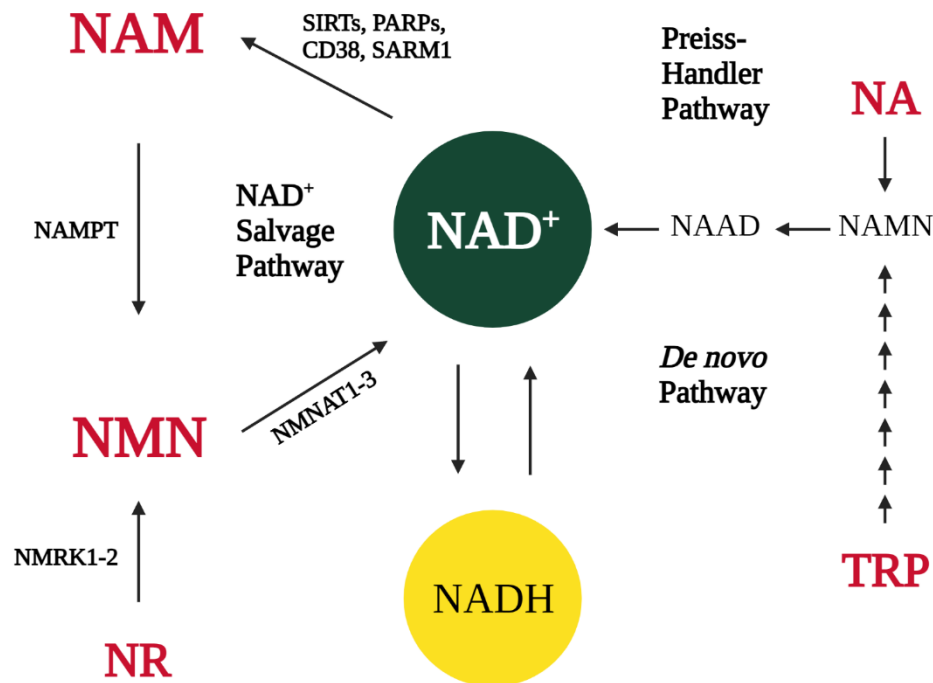 NAM
SIRTs, PARPs,
CD38, SARM1
Preiss-
Handler
Pathway
NA
NAMPT
NAD⁺
Salvage
Pathway
NAD⁺
NAAD
NAMN
De novo
Pathway
NMN
NMNAT1-3
NMRK1-2
NADH
TRP
NR